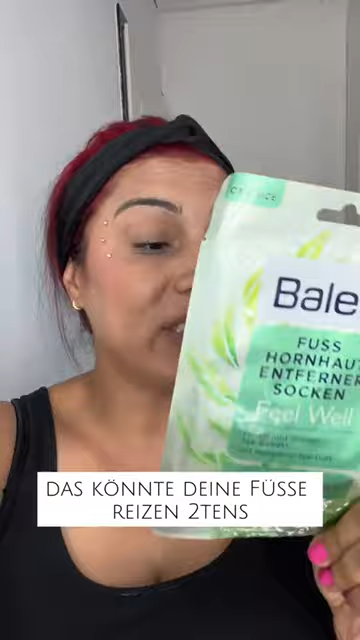 Bale
FUSS
HORNHAUT
ENTFERNER
SOCKEN
Feel Well
DAS KÖNNTE DEINE FÜSSE
REIZEN 2TENS